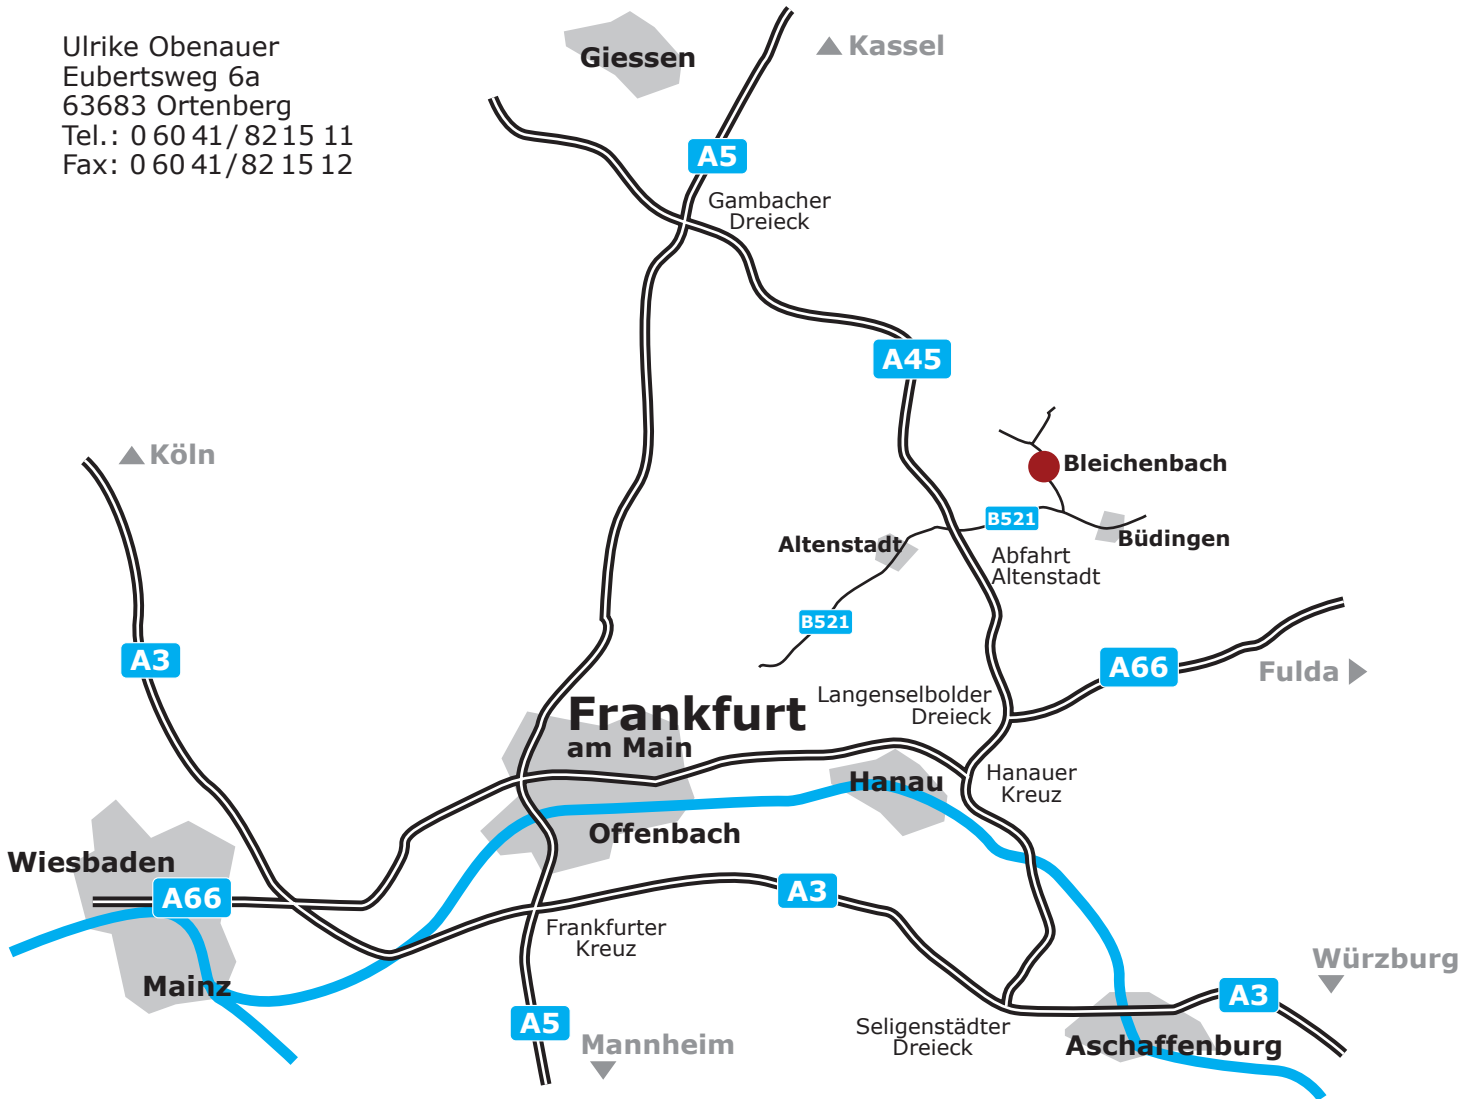 Ulrike Obenauer
Eubertsweg 6a
63683 Ortenberg
Tel.: 0 60 41/ 82 15 11
Fax: 0 60 41/ 82 15 12
Giessen
Kassel
A5
Gambacher
Dreieck
A45
Köln
Bleichenbach
B521
Büdingen
Altenstadt
Abfahrt
Altenstadt
B521
A3
A66
Fulda
Langenselbolder
Dreieck
Frankfurt
am Main
Hanauer
Kreuz
Hanau
Offenbach
Wiesbaden
A66
A3
Frankfurter
Kreuz
Würzburg
Mainz
A3
A5
Mannheim
Seligenstädter
Dreieck
Aschaffenburg